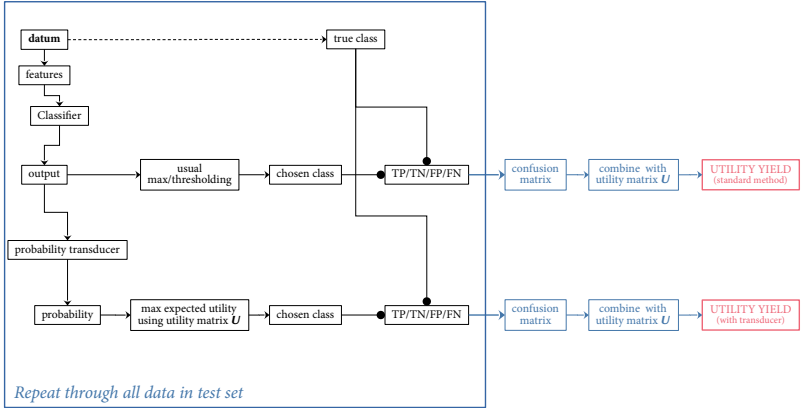 datum
true class
features
Classifier
output
usual
max/thresholding
chosen class
TP/TN/FP/FN
confusion
matrix
combine with
utility matrix U
UTILITY YIELD
(standard method)
probability transducer
probability
max expected utility
using utility matrix U
chosen class
TP/TN/FP/FN
confusion
matrix
combine with
utility matrix U
UTILITY YIELD
(with transducer)
Repeat through all data in test set